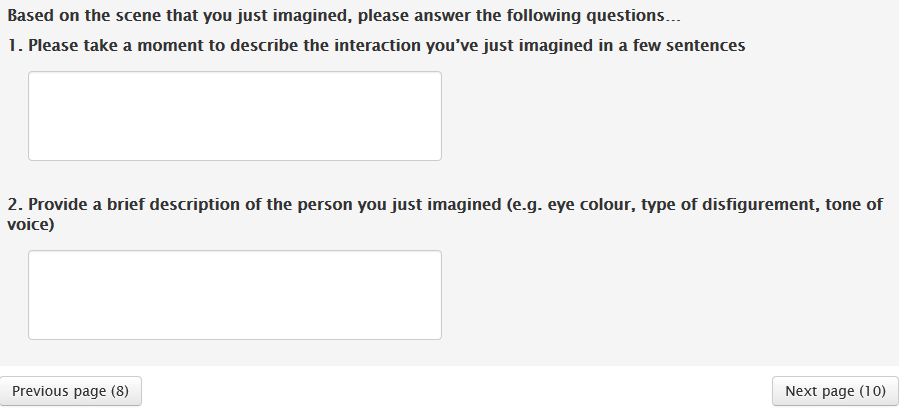 Based on the scene that you just imagined, please answer the following questions...
1. Please take a moment to describe the interaction you've just imagined in a few sentences
2. Provide a brief description of the person you just imagined (e.g. eye colour, type of disfigurement, tone of
voice)
Previous page (8)
Next page (10)